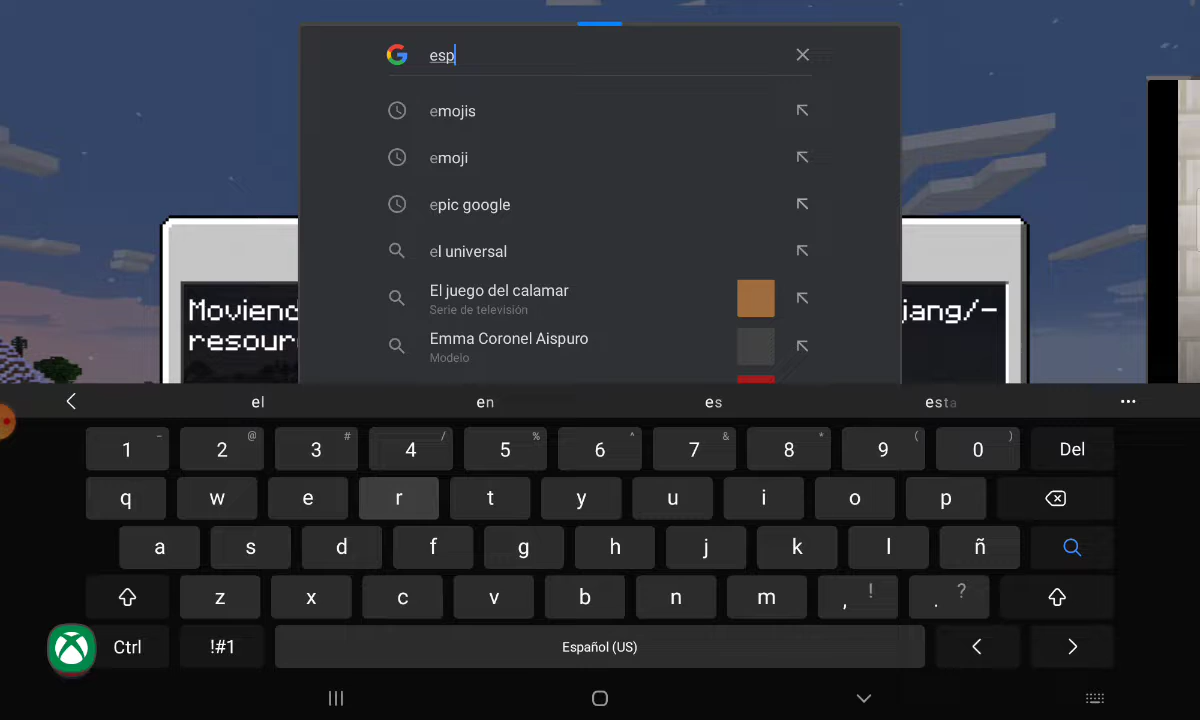 esp
emojis
emoji
epic google
el universal
El juego del calamar
Serie de televisión
Emma Coronel Aispuro
Modelo
jang/-
el en es esta
1 - 2 @ 3 # 4 / 5 % 6 ^ 7 & 8 * 9 ( 0 ) Del
q w e r t y u i o p
a s d f g h j k l ñ
z x c v b n m , ! . ?
Ctrl !#1 Español (US)